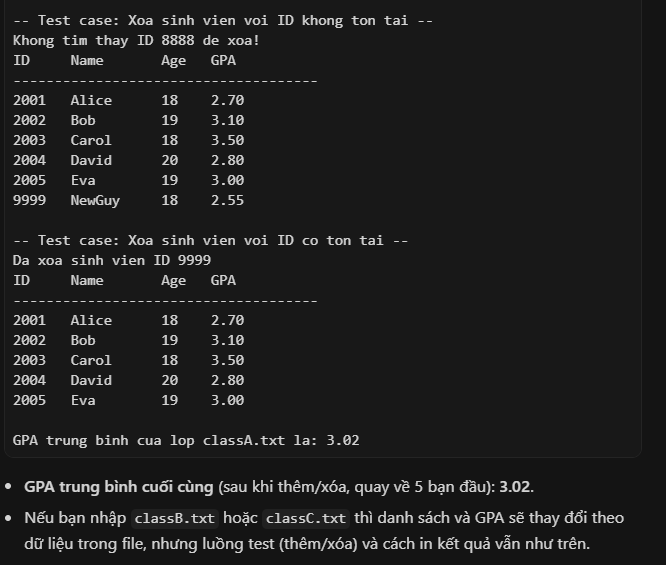 -- Test case: Xoa sinh vien voi ID khong ton tai --
Khong tim thay ID 8888 de xoa!
ID     Name       Age   GPA
-------------------------------------
2001   Alice      18    2.70
2002   Bob        19    3.10
2003   Carol      18    3.50
2004   David      20    2.80
2005   Eva        19    3.00
9999   NewGuy     18    2.55

-- Test case: Xoa sinh vien voi ID co ton tai --
Da xoa sinh vien ID 9999
ID     Name       Age   GPA
-------------------------------------
2001   Alice      18    2.70
2002   Bob        19    3.10
2003   Carol      18    3.50
2004   David      20    2.80
2005   Eva        19    3.00

GPA trung binh cua lop classA.txt la: 3.02
• GPA trung bình cuối cùng (sau khi thêm/xóa, quay về 5 bạn đầu): 3.02.
• Nếu bạn nhập classB.txt hoặc classC.txt thì danh sách và GPA sẽ thay đổi theo
dữ liệu trong file, nhưng luồng test (thêm/xóa) và cách in kết quả vẫn như trên.